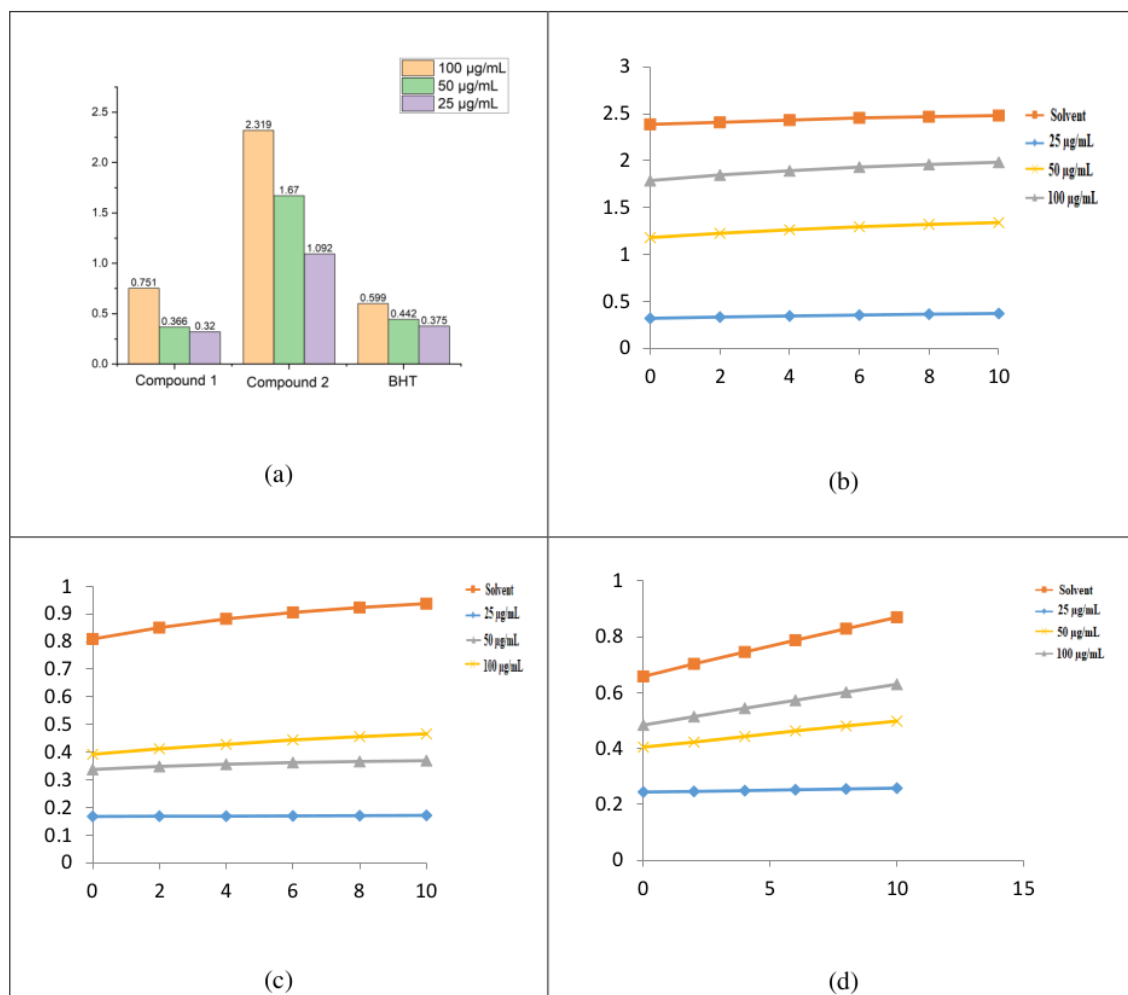 100 µg/mL
50 µg/mL
25 µg/mL
2.5
2.0
1.5
1.0
0.5
0.0
0.751
0.366
0.32
2.319
1.67
1.092
0.599
0.442
0.375
Compound 1
Compound 2
BHT
(a)
3
2.5
2
1.5
1
0.5
0
0 2 4 6 8 10
Solvent
25 µg/mL
50 µg/mL
100 µg/mL
(b)
1
0.9
0.8
0.7
0.6
0.5
0.4
0.3
0.2
0.1
0
0 2 4 6 8 10
Solvent
25 µg/mL
50 µg/mL
100 µg/mL
(c)
1
0.8
0.6
0.4
0.2
0
0 5 10 15
Solvent
25 µg/mL
50 µg/mL
100 µg/mL
(d)